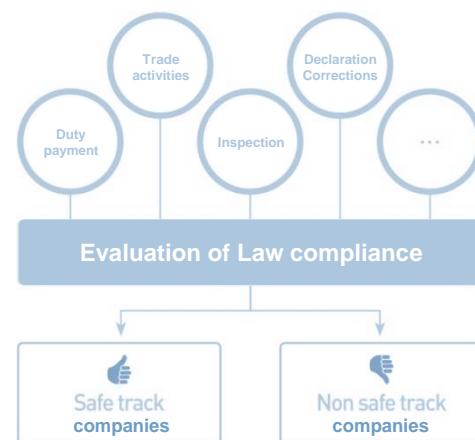 Trade
activities
Declaration
Corrections
Duty
payment
Inspection
...
Evaluation of Law compliance
Safe track
companies
Non safe track
companies